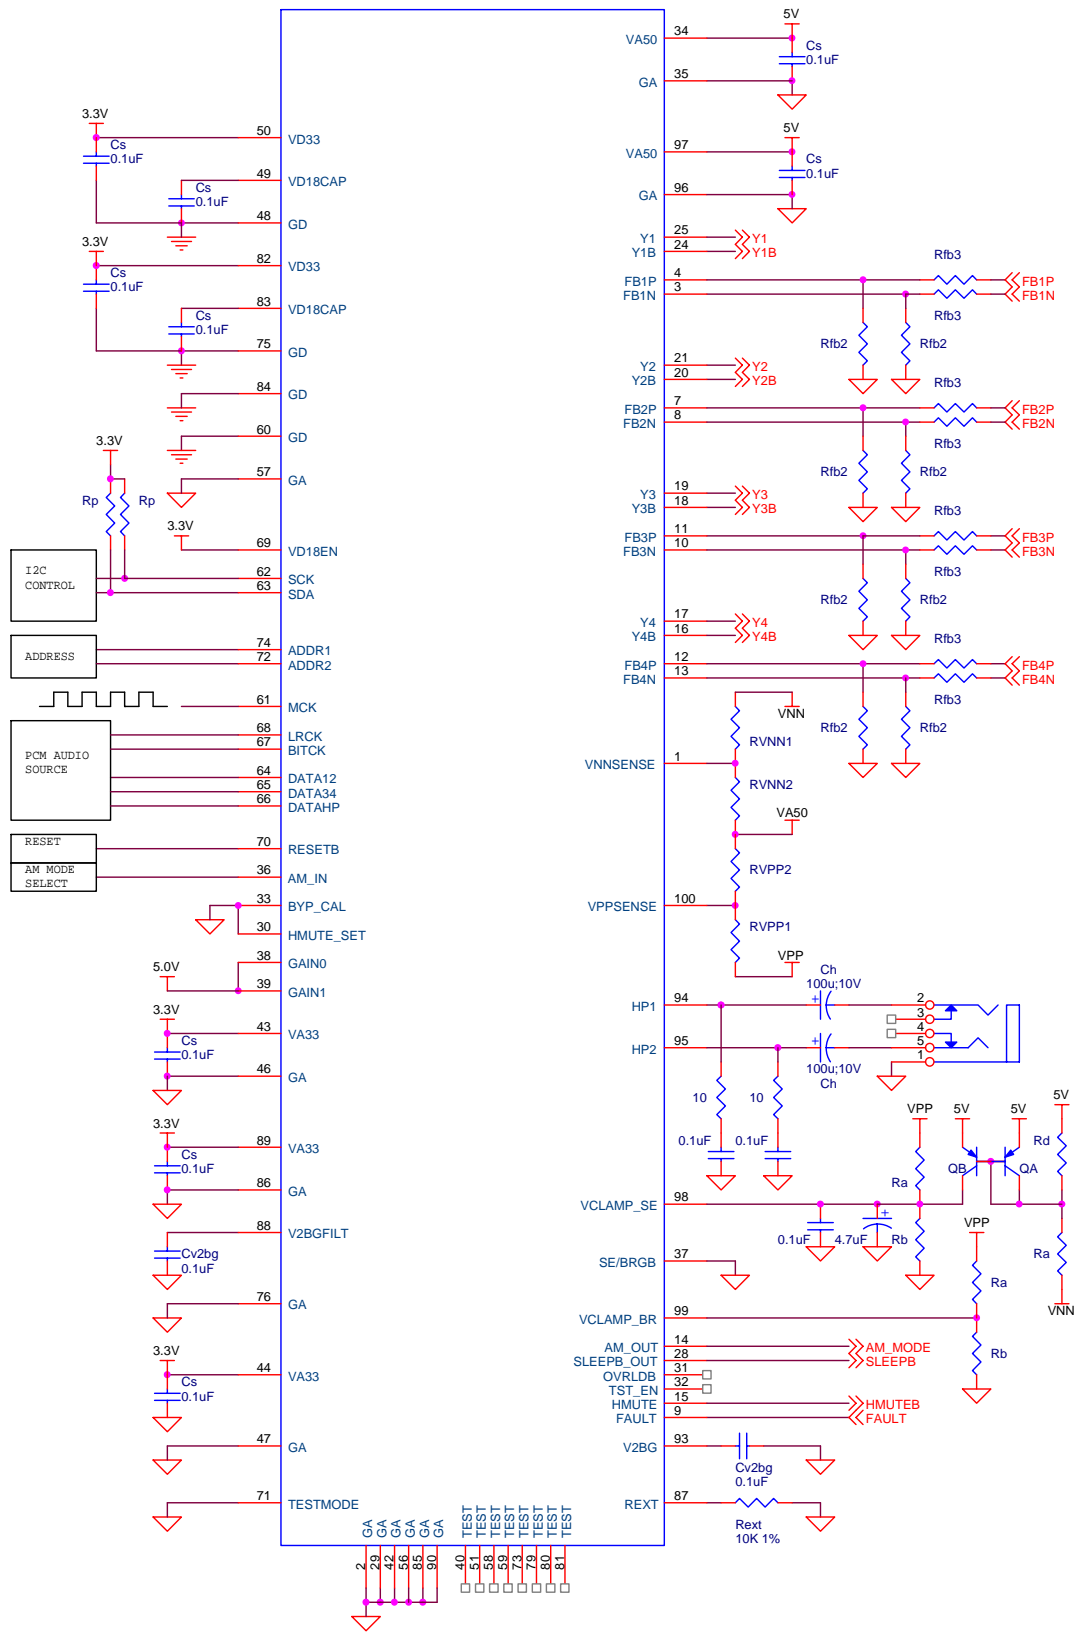 5V
34
VA50
Cs
0.1uF
35
GA
5V
97
VA50
Cs
0.1uF
96
GA
3.3V
50
VD33
Cs
0.1uF
49
VD18CAP
Cs
0.1uF
48
GD
3.3V
82
VD33
Cs
0.1uF
83
VD18CAP
Cs
0.1uF
75
GD
84
GD
60
GD
3.3V
57
GA
Rp
Rp
3.3V
69
VD18EN
I2C
CONTROL
62
SCK
63
SDA
ADDRESS
74
ADDR1
72
ADDR2
61
MCK
PCM AUDIO
SOURCE
68
LRCK
67
BITCK
64
DATA12
65
DATA34
66
DATAHP
RESET
70
RESETB
AM MODE
SELECT
36
AM_IN
33
BYP_CAL
30
HMUTE_SET
5.0V
38
GAIN0
39
GAIN1
3.3V
43
VA33
Cs
0.1uF
46
GA
3.3V
89
VA33
Cs
0.1uF
86
GA
88
V2BGFILT
Cv2bg
0.1uF
76
GA
3.3V
44
VA33
Cs
0.1uF
47
GA
71
TESTMODE
GA
GA
GA
GA
GA
GA
2
29
42
56
85
90
TEST
TEST
TEST
TEST
TEST
TEST
TEST
TEST
40
51
58
59
73
79
80
81
Y1
25
Y1
Y1B
24
Y1B
Rfb3
FB1P
4
FB1P
FB1N
3
FB1N
Rfb3
Rfb2
Rfb2
Y2
21
Y2
Y2B
20
Y2B
Rfb3
FB2P
7
FB2P
FB2N
8
FB2N
Rfb3
Rfb2
Rfb2
Y3
19
Y3
Y3B
18
Y3B
Rfb3
FB3P
11
FB3P
FB3N
10
FB3N
Rfb3
Rfb2
Rfb2
Y4
17
Y4
Y4B
16
Y4B
Rfb3
FB4P
12
FB4P
FB4N
13
FB4N
Rfb3
Rfb2
Rfb2
VNN
RVNN1
VNNSENSE
1
RVNN2
VA50
RVPP2
VPPSENSE
100
RVPP1
VPP
Ch
100u;10V
HP1
94
+
2
3
4
5
1
HP2
95
+
100u;10V
Ch
10
10
0.1uF
0.1uF
VPP
5V
5V
5V
Rd
QB
QA
Ra
VCLAMP_SE
98
+
0.1uF
4.7uF
Rb
VPP
Ra
VNN
SE/BRGB
37
Ra
VCLAMP_BR
99
Rb
AM_OUT
14
AM_MODE
SLEEPB_OUT
28
SLEEPB
OVRLDB
31
TST_EN
32
HMUTE
15
HMUTEB
FAULT
9
FAULT
V2BG
93
Cv2bg
0.1uF
REXT
87
Rext
10K 1%